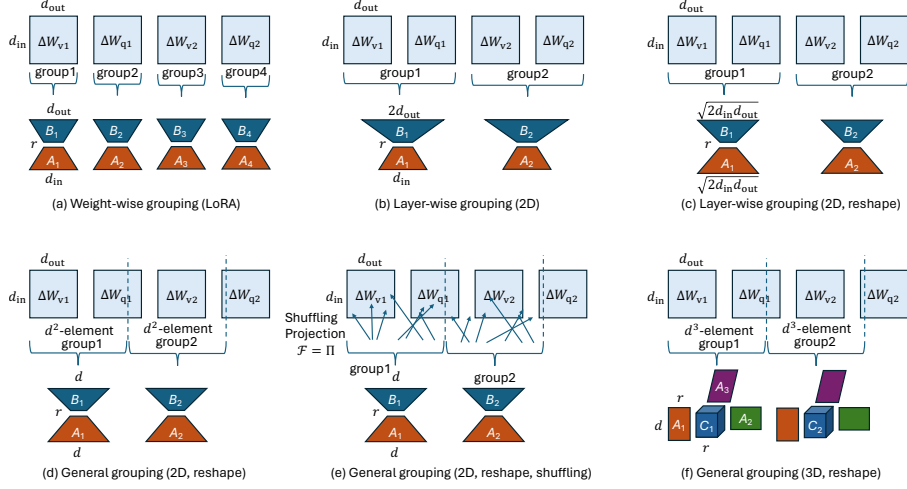 d_out
d_in
ΔW_v1 ΔW_q1 ΔW_v2 ΔW_q2
group1 group2 group3 group4
d_out
B_1 B_2 B_3 B_4
r
A_1 A_2 A_3 A_4
d_in
(a) Weight-wise grouping (LoRA)
d_out
d_in
ΔW_v1 ΔW_q1 ΔW_v2 ΔW_q2
group1 group2
2d_out
B_1 B_2
r
A_1 A_2
d_in
(b) Layer-wise grouping (2D)
d_out
d_in
ΔW_v1 ΔW_q1 ΔW_v2 ΔW_q2
group1 group2
√2d_in d_out
B_1 B_2
r
A_1 A_2
√2d_in d_out
(c) Layer-wise grouping (2D, reshape)
d_out
d_in
ΔW_v1 ΔW_q1 ΔW_v2 ΔW_q2
d²-element d²-element
group1 group2
d
B_1 B_2
r
A_1 A_2
d
(d) General grouping (2D, reshape)
d_out
d_in
ΔW_v1 ΔW_q1 ΔW_v2 ΔW_q2
Shuffling
Projection
ℱ = Π
group1 group2
d
B_1 B_2
r
A_1 A_2
d
(e) General grouping (2D, reshape, shuffling)
d_out
d_in
ΔW_v1 ΔW_q1 ΔW_v2 ΔW_q2
d³-element d³-element
group1 group2
A_3
r
d A_1 C_1 A_2 C_2
r
(f) General grouping (3D, reshape)